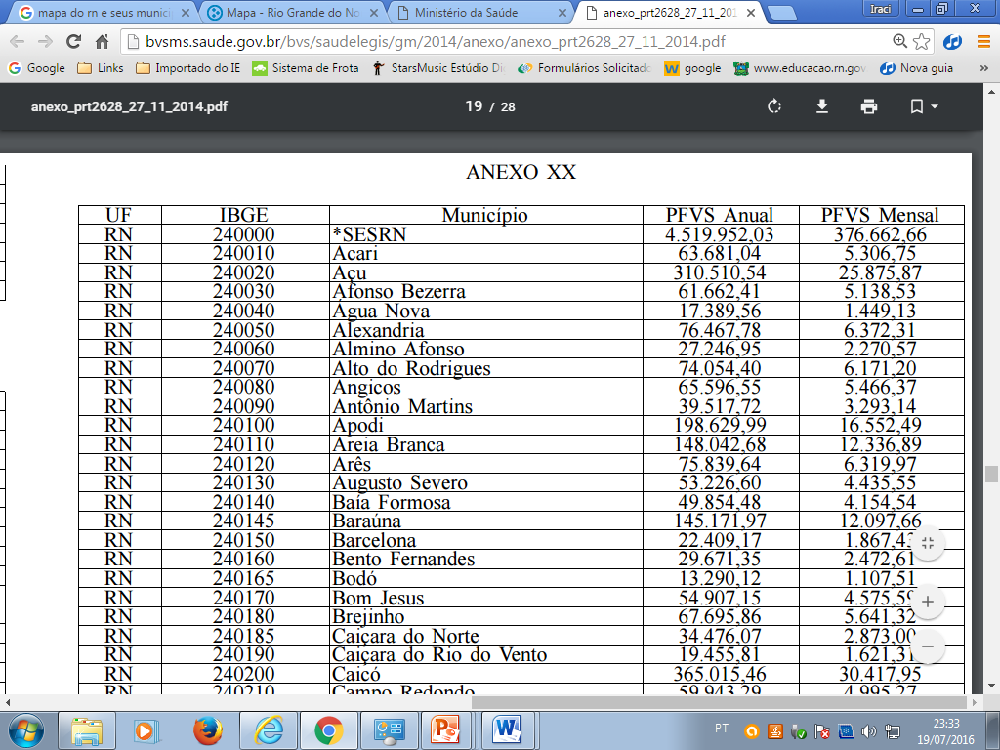 mapa do rn e seus municí
Mapa - Rio Grande do No
Ministério da Saúde
anexo_prt2628_27_11_201
Iraci
bvsms.saude.gov.br/bvs/saudelegis/gm/2014/anexo/anexo_prt2628_27_11_2014.pdf
Google Links Importado do IE Sistema de Frota StarsMusic Estúdio Di Formulários Solicitado google www.educacao.rn.gov Nova guia »
anexo_prt2628_27_11_2014.pdf 19 / 28
ANEXO XX
UF IBGE Município PFVS Anual PFVS Mensal
RN 240000 *SESRN 4.519.952,03 376.662,66
RN 240010 Acari 63.681,04 5.306,75
RN 240020 Açu 310.510,54 25.875,87
RN 240030 Afonso Bezerra 61.662,41 5.138,53
RN 240040 Água Nova 17.389,56 1.449,13
RN 240050 Alexandria 76.467,78 6.372,31
RN 240060 Almino Afonso 27.246,95 2.270,57
RN 240070 Alto do Rodrigues 74.054,40 6.171,20
RN 240080 Angicos 65.596,55 5.466,37
RN 240090 Antônio Martins 39.517,72 3.293,14
RN 240100 Apodi 198.629,99 16.552,49
RN 240110 Areia Branca 148.042,68 12.336,89
RN 240120 Arês 75.839,64 6.319,97
RN 240130 Augusto Severo 53.226,60 4.435,55
RN 240140 Baía Formosa 49.854,48 4.154,54
RN 240145 Baraúna 145.171,97 12.097,66
RN 240150 Barcelona 22.409,17 1.867,43
RN 240160 Bento Fernandes 29.671,35 2.472,61
RN 240165 Bodó 13.290,12 1.107,51
RN 240170 Bom Jesus 54.907,15 4.575,59
RN 240180 Brejinho 67.695,86 5.641,32
RN 240185 Caiçara do Norte 34.476,07 2.873,00
RN 240190 Caiçara do Rio do Vento 19.455,81 1.621,31
RN 240200 Caicó 365.015,46 30.417,95
RN 240210 Campo Redondo 59.943,29 4.995,27
PT
23:33
19/07/2016